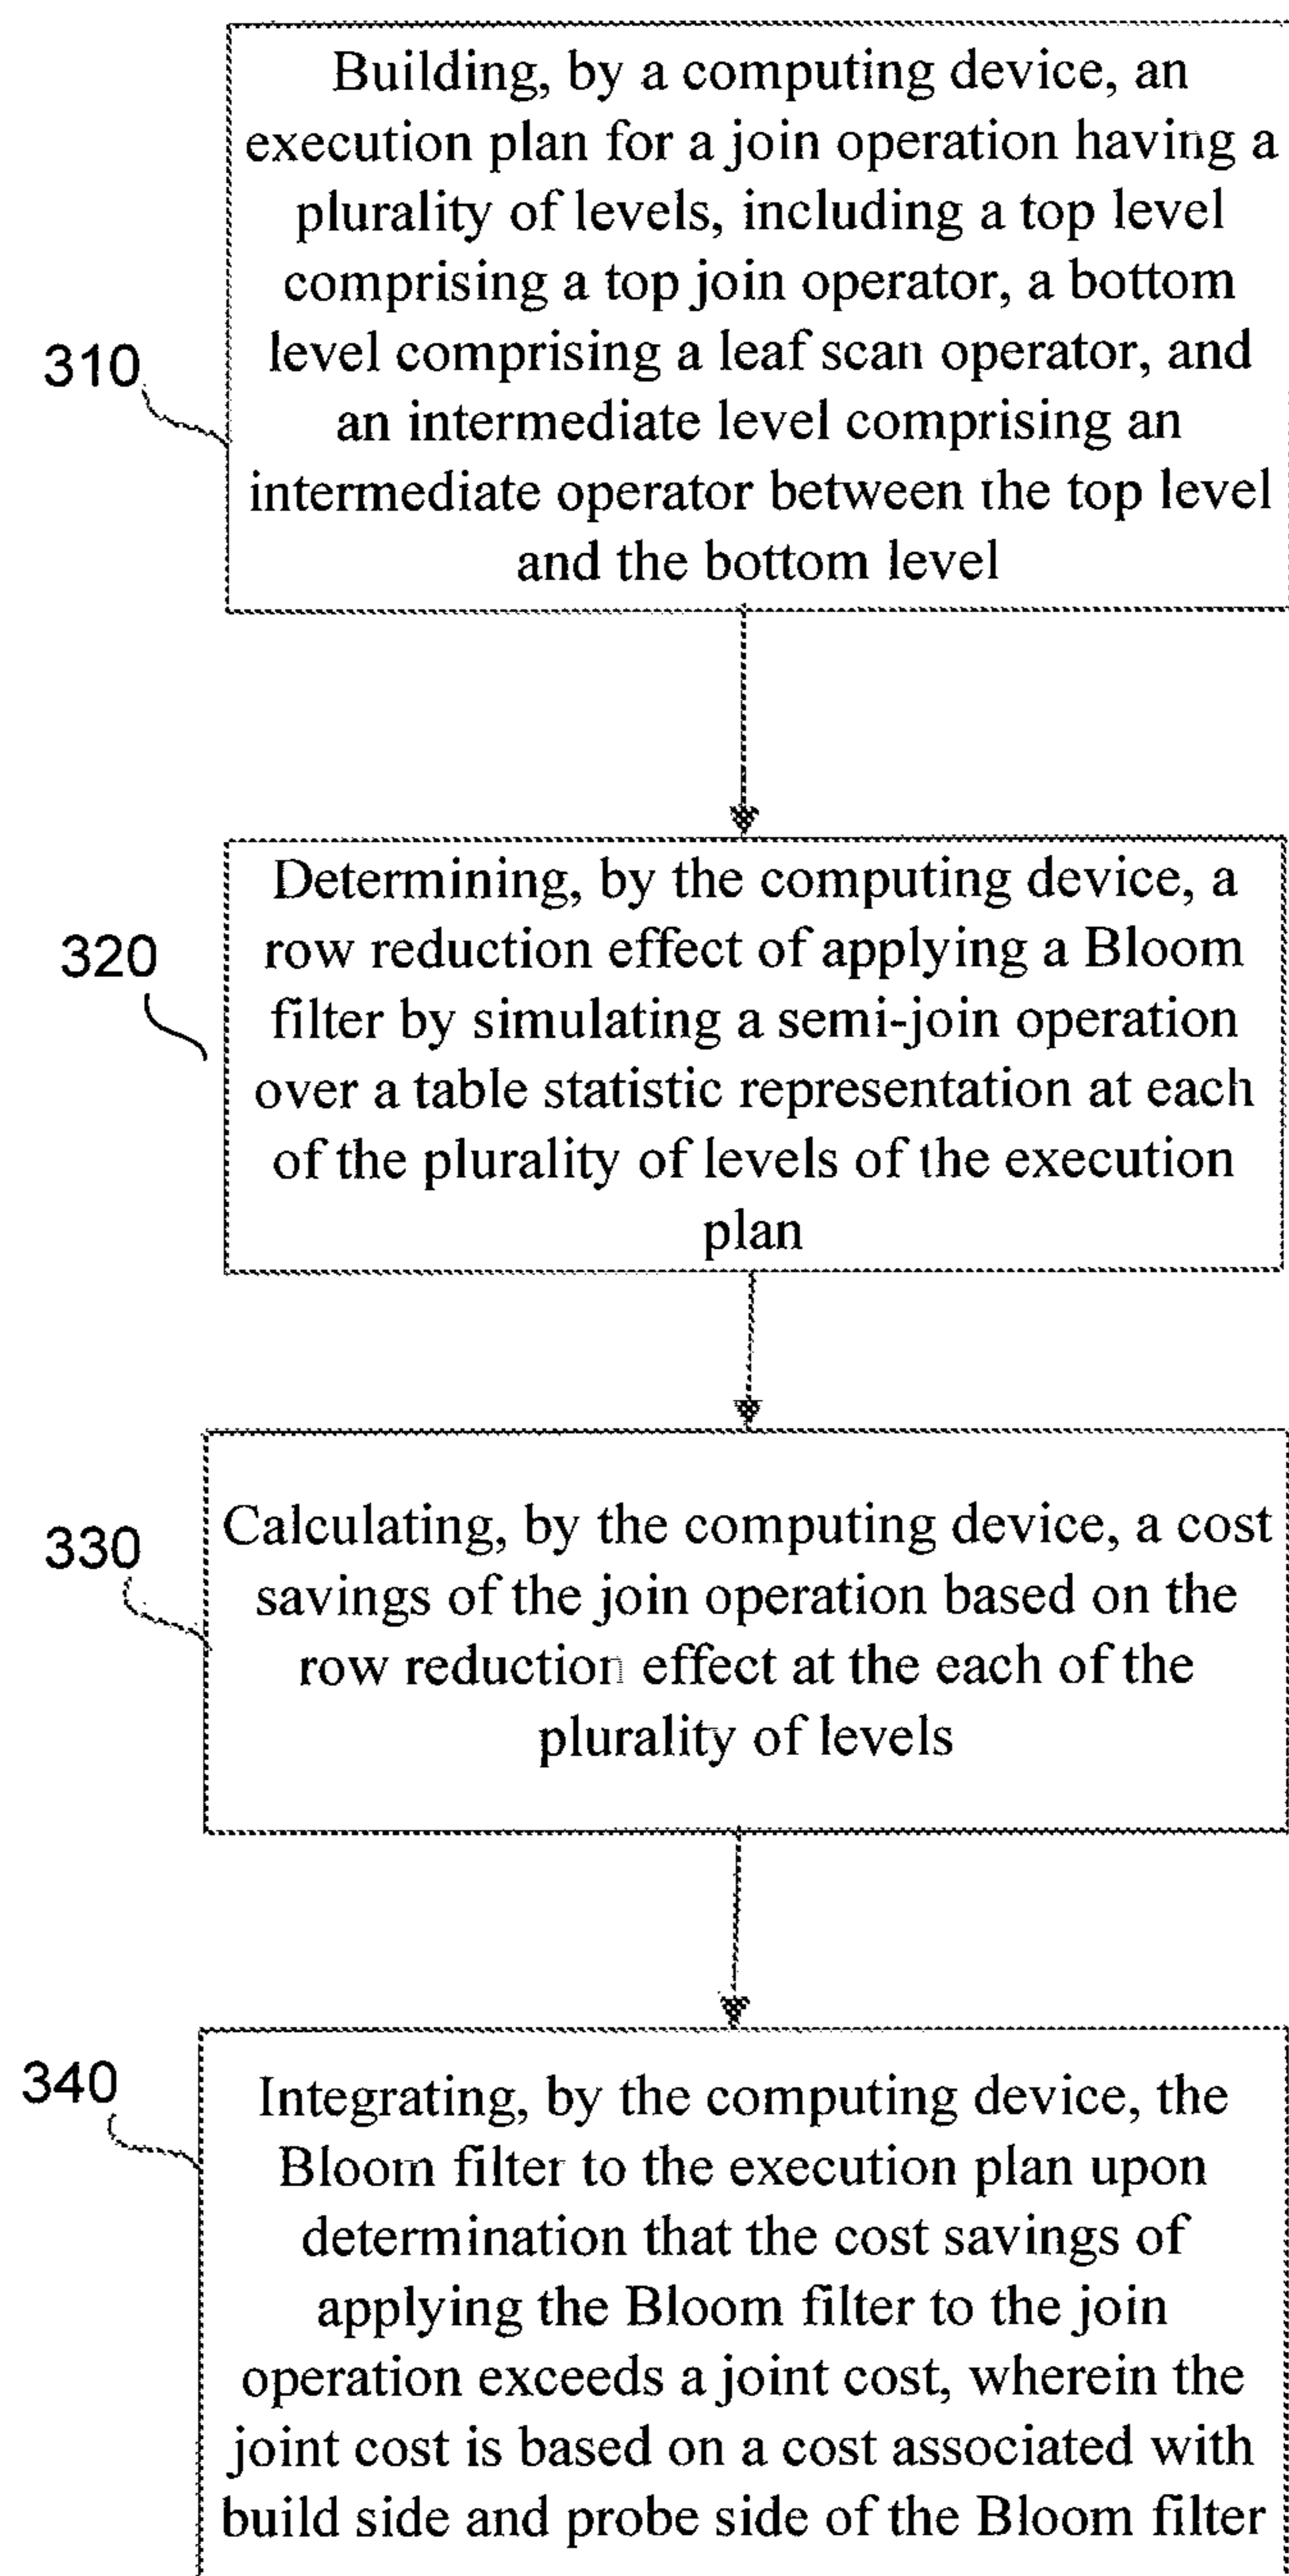 Building, by a computing device, an
execution plan for a join operation having a
plurality of levels, including a top level
comprising a top join operator, a bottom
level comprising a leaf scan operator, and
an intermediate level comprising an
intermediate operator between the top level
and the bottom level
310
Determining, by the computing device, a
row reduction effect of applying a Bloom
filter by simulating a semi-join operation
over a table statistic representation at each
of the plurality of levels of the execution
plan
320
Calculating, by the computing device, a cost
savings of the join operation based on the
row reduction effect at the each of the
plurality of levels
330
Integrating, by the computing device, the
Bloom filter to the execution plan upon
determination that the cost savings of
applying the Bloom filter to the join
operation exceeds a joint cost, wherein the
joint cost is based on a cost associated with
build side and probe side of the Bloom filter
340